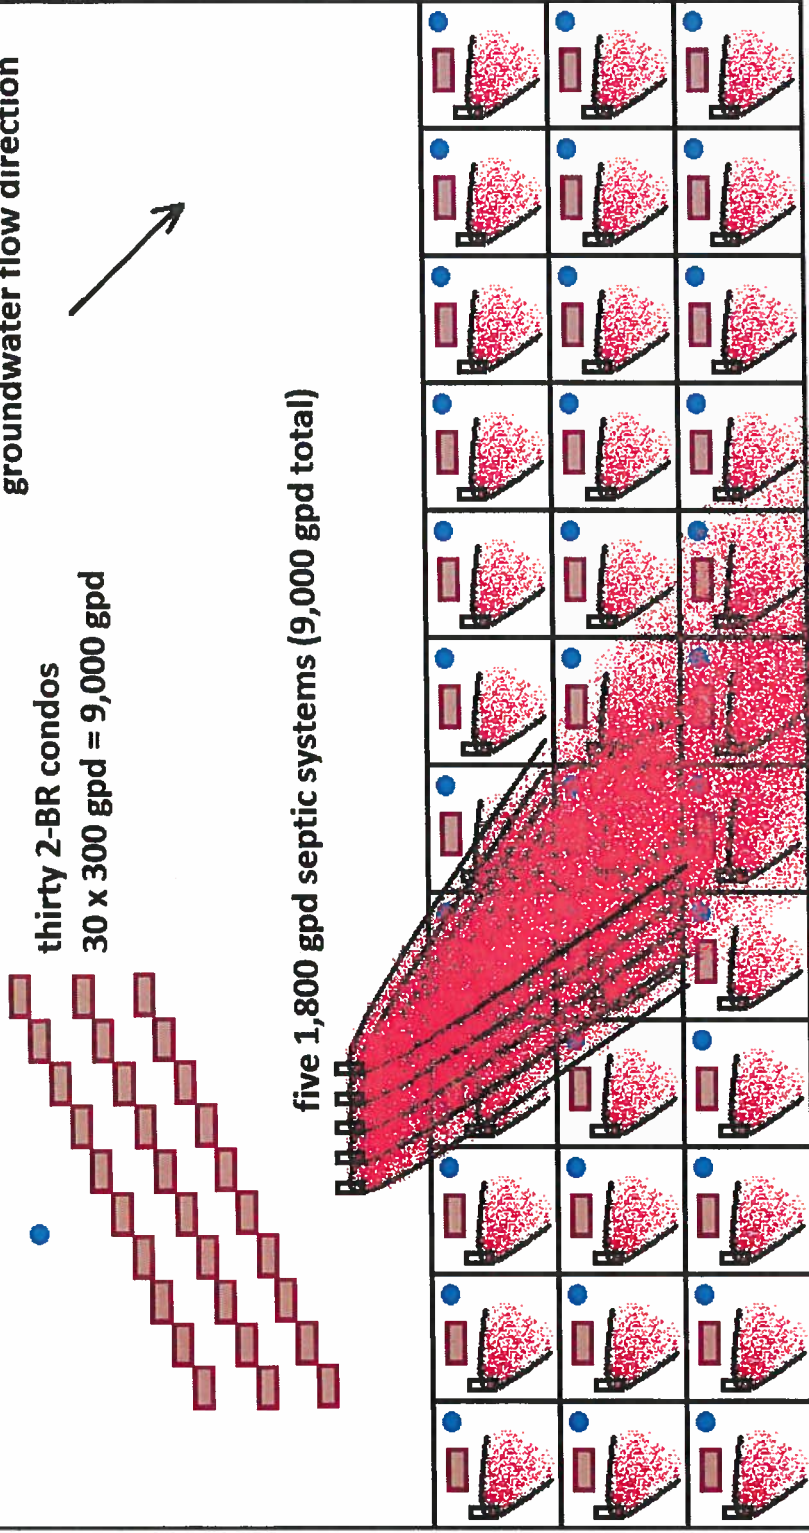 groundwater flow direction
thirty 2-BR condos
30 x 300 gpd = 9,000 gpd
five 1,800 gpd septic systems (9,000 gpd total)